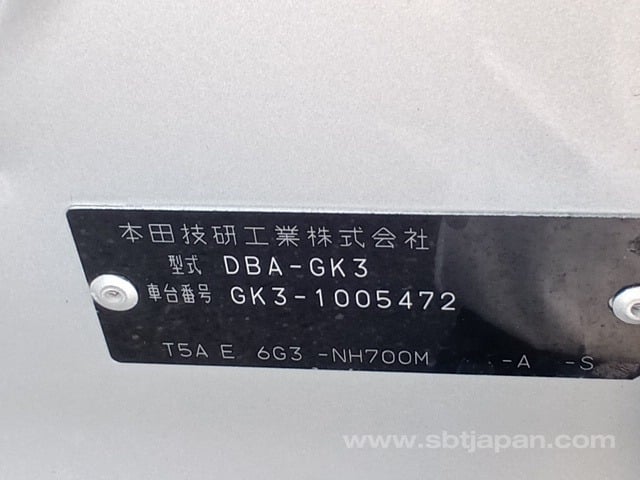 本田技研工業株式会社
型式 DBA-GK3
車台番号 GK3-1005472
T5A E 6G3 -NH700M -A -S
www.sbtjapan.com